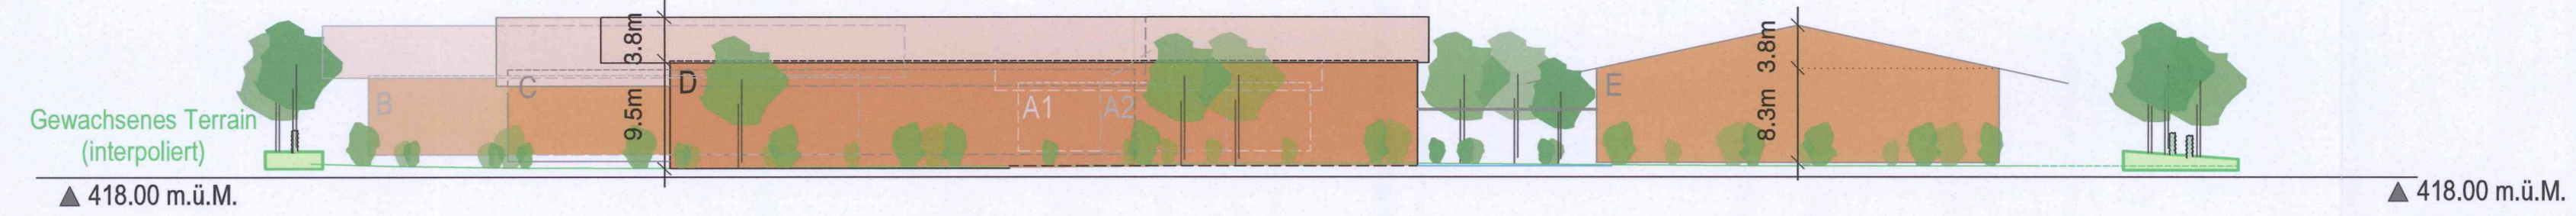 3.8m
3.8m
B
C
D
E
A1
A2
9.5m
8.3m
Gewachsenes Terrain
(interpoliert)
418.00 m.ü.M.
418.00 m.ü.M.